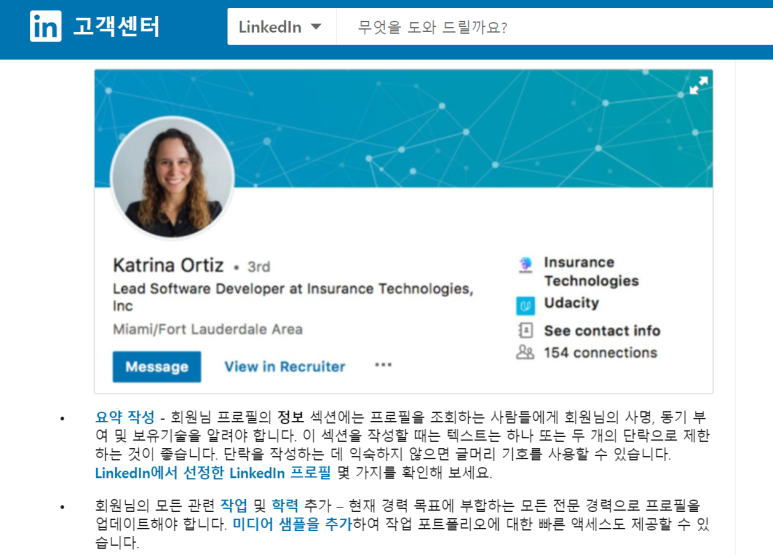 in 고객센터 LinkedIn 무엇을 도와 드릴까요?
Katrina Ortiz • 3rd
Lead Software Developer at Insurance Technologies,
Inc
Miami/Fort Lauderdale Area
Message View in Recruiter ...
Insurance
Technologies
Udacity
See contact info
154 connections
• 요약 작성 - 회원님 프로필의 정보 섹션에는 프로필을 조회하는 사람들에게 회원님의 사명, 동기 부
여 및 보유기술을 알려야 합니다. 이 섹션을 작성할 때는 텍스트는 하나 또는 두 개의 단락으로 제한
하는 것이 좋습니다. 단락을 작성하는 데 익숙하지 않으면 글머리 기호를 사용할 수 있습니다.
LinkedIn에서 선정한 LinkedIn 프로필 몇 가지를 확인해 보세요.
• 회원님의 모든 관련 작업 및 학력 추가 – 현재 경력 목표에 부합하는 모든 전문 경력으로 프로필을
업데이트해야 합니다. 미디어 샘플을 추가하여 작업 포트폴리오에 대한 빠른 액세스도 제공할 수 있
습니다.